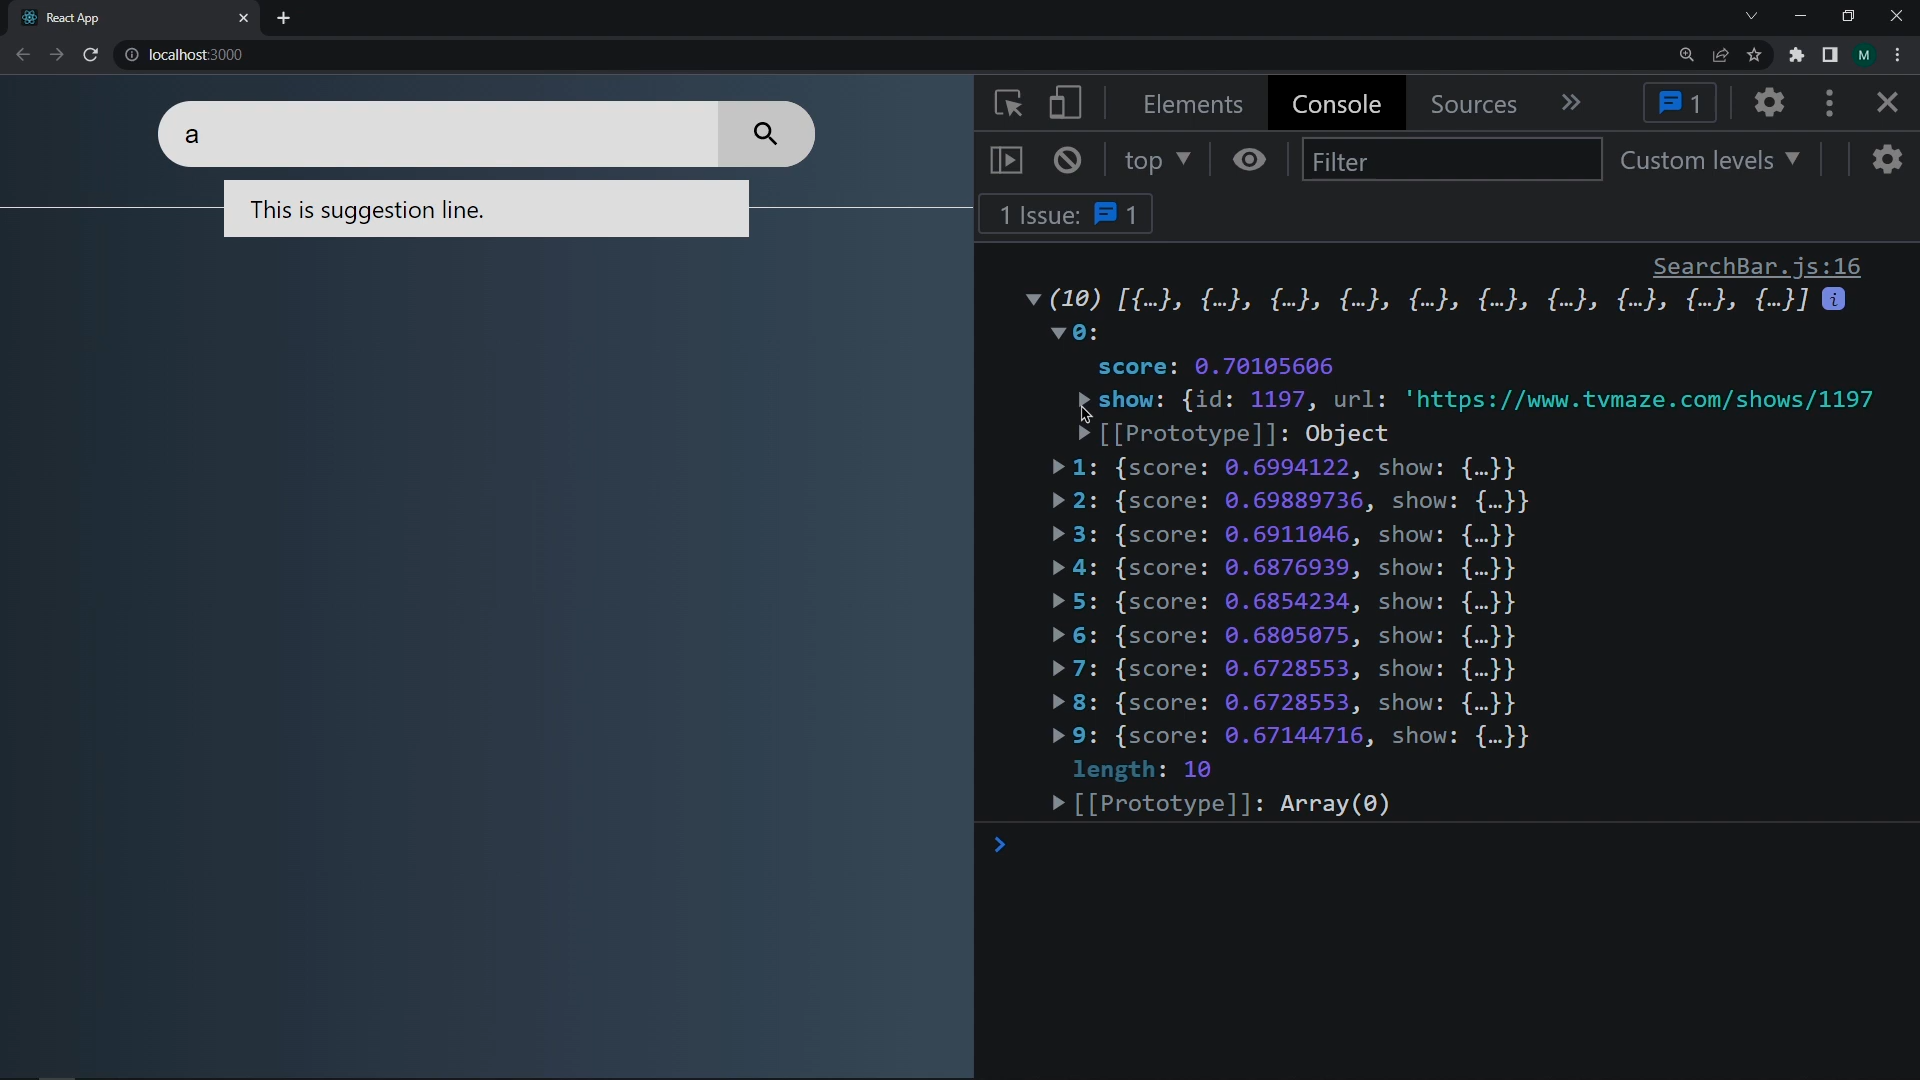 React App
localhost:3000
M
a
This is suggestion line.
Elements Console Sources 1
top Filter Custom levels
1 Issue: 1
SearchBar.js:16
(10) [{…}, {…}, {…}, {…}, {…}, {…}, {…}, {…}, {…}, {…}] i
0:
score: 0.70105606
show: {id: 1197, url: 'https://www.tvmaze.com/shows/1197
[[Prototype]]: Object
1: {score: 0.6994122, show: {…}}
2: {score: 0.69889736, show: {…}}
3: {score: 0.6911046, show: {…}}
4: {score: 0.6876939, show: {…}}
5: {score: 0.6854234, show: {…}}
6: {score: 0.6805075, show: {…}}
7: {score: 0.6728553, show: {…}}
8: {score: 0.6728553, show: {…}}
9: {score: 0.67144716, show: {…}}
length: 10
[[Prototype]]: Array(0)